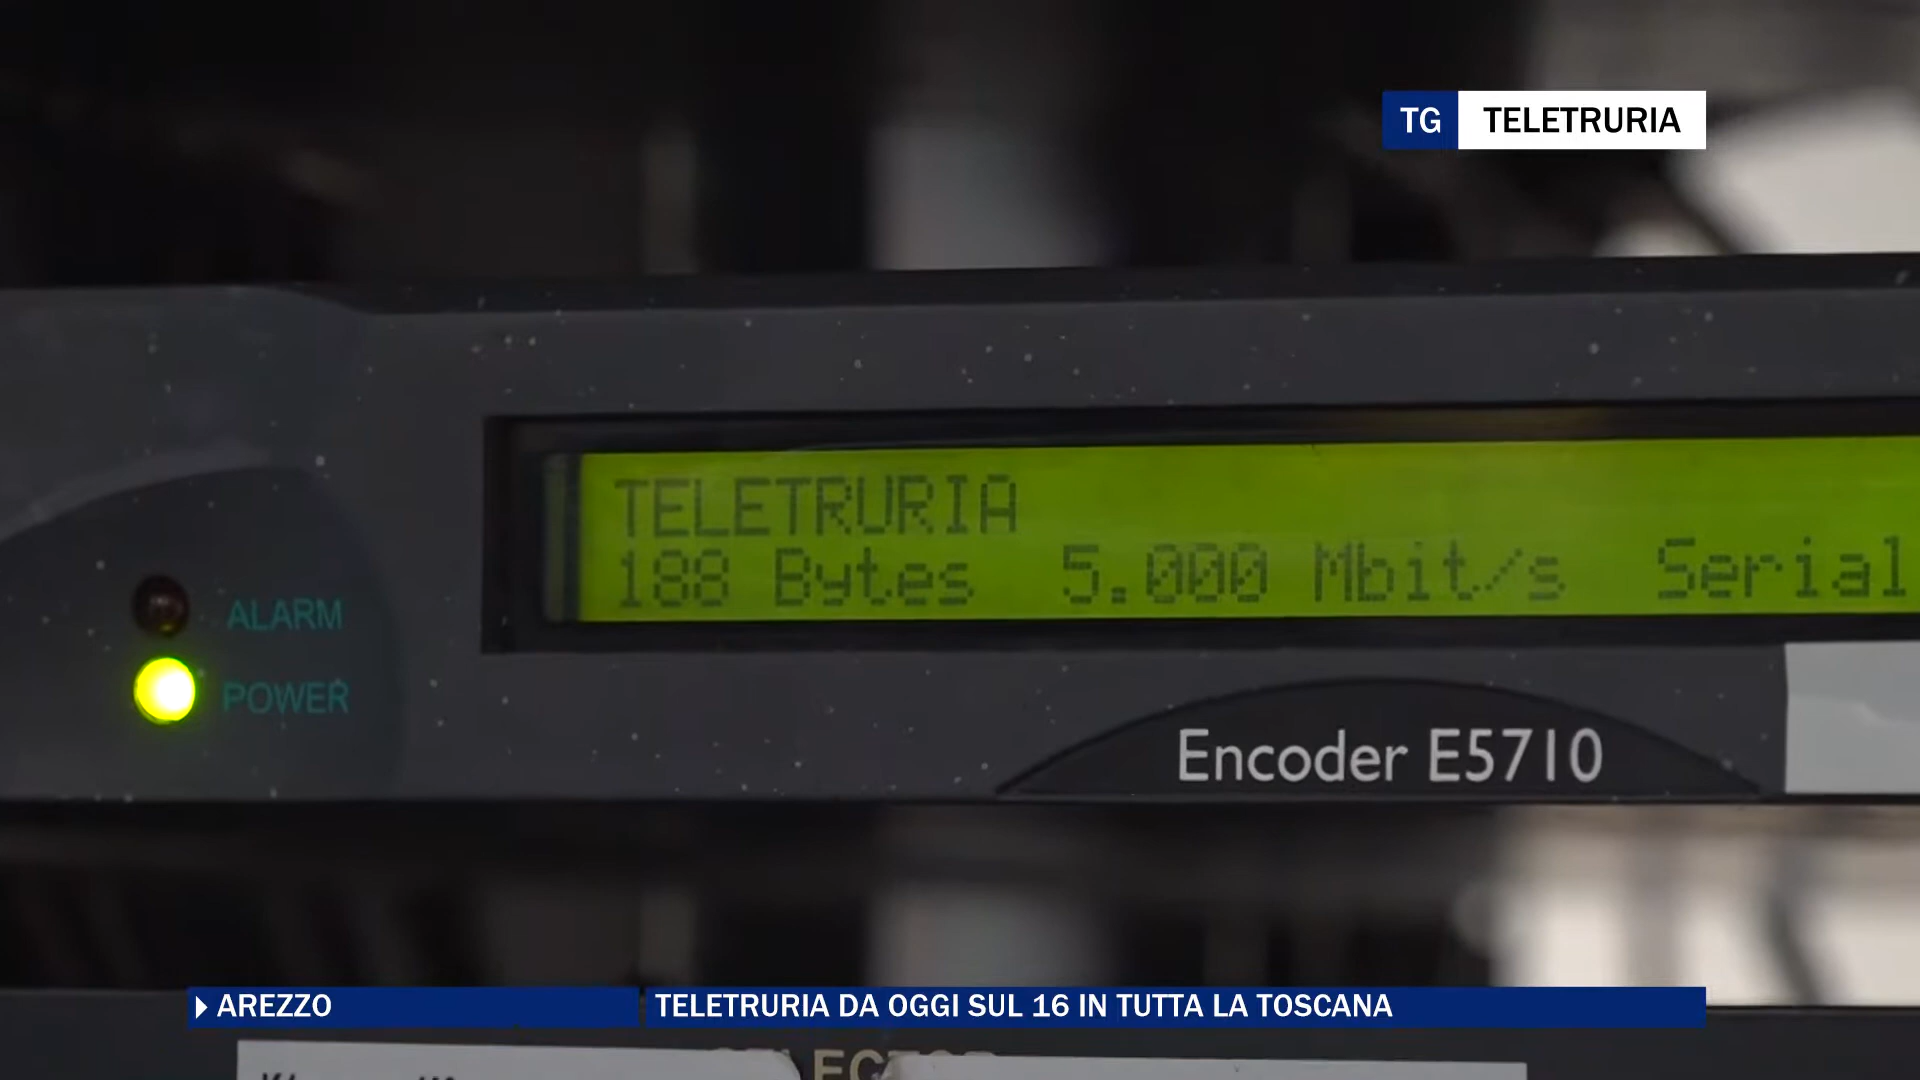 TG TELETRURIA
TELETRURIA
188 Bytes 5.000 Mbit/s Serial
ALARM
POWER
Encoder E5710
AREZZO
TELETRURIA DA OGGI SUL 16 IN TUTTA LA TOSCANA